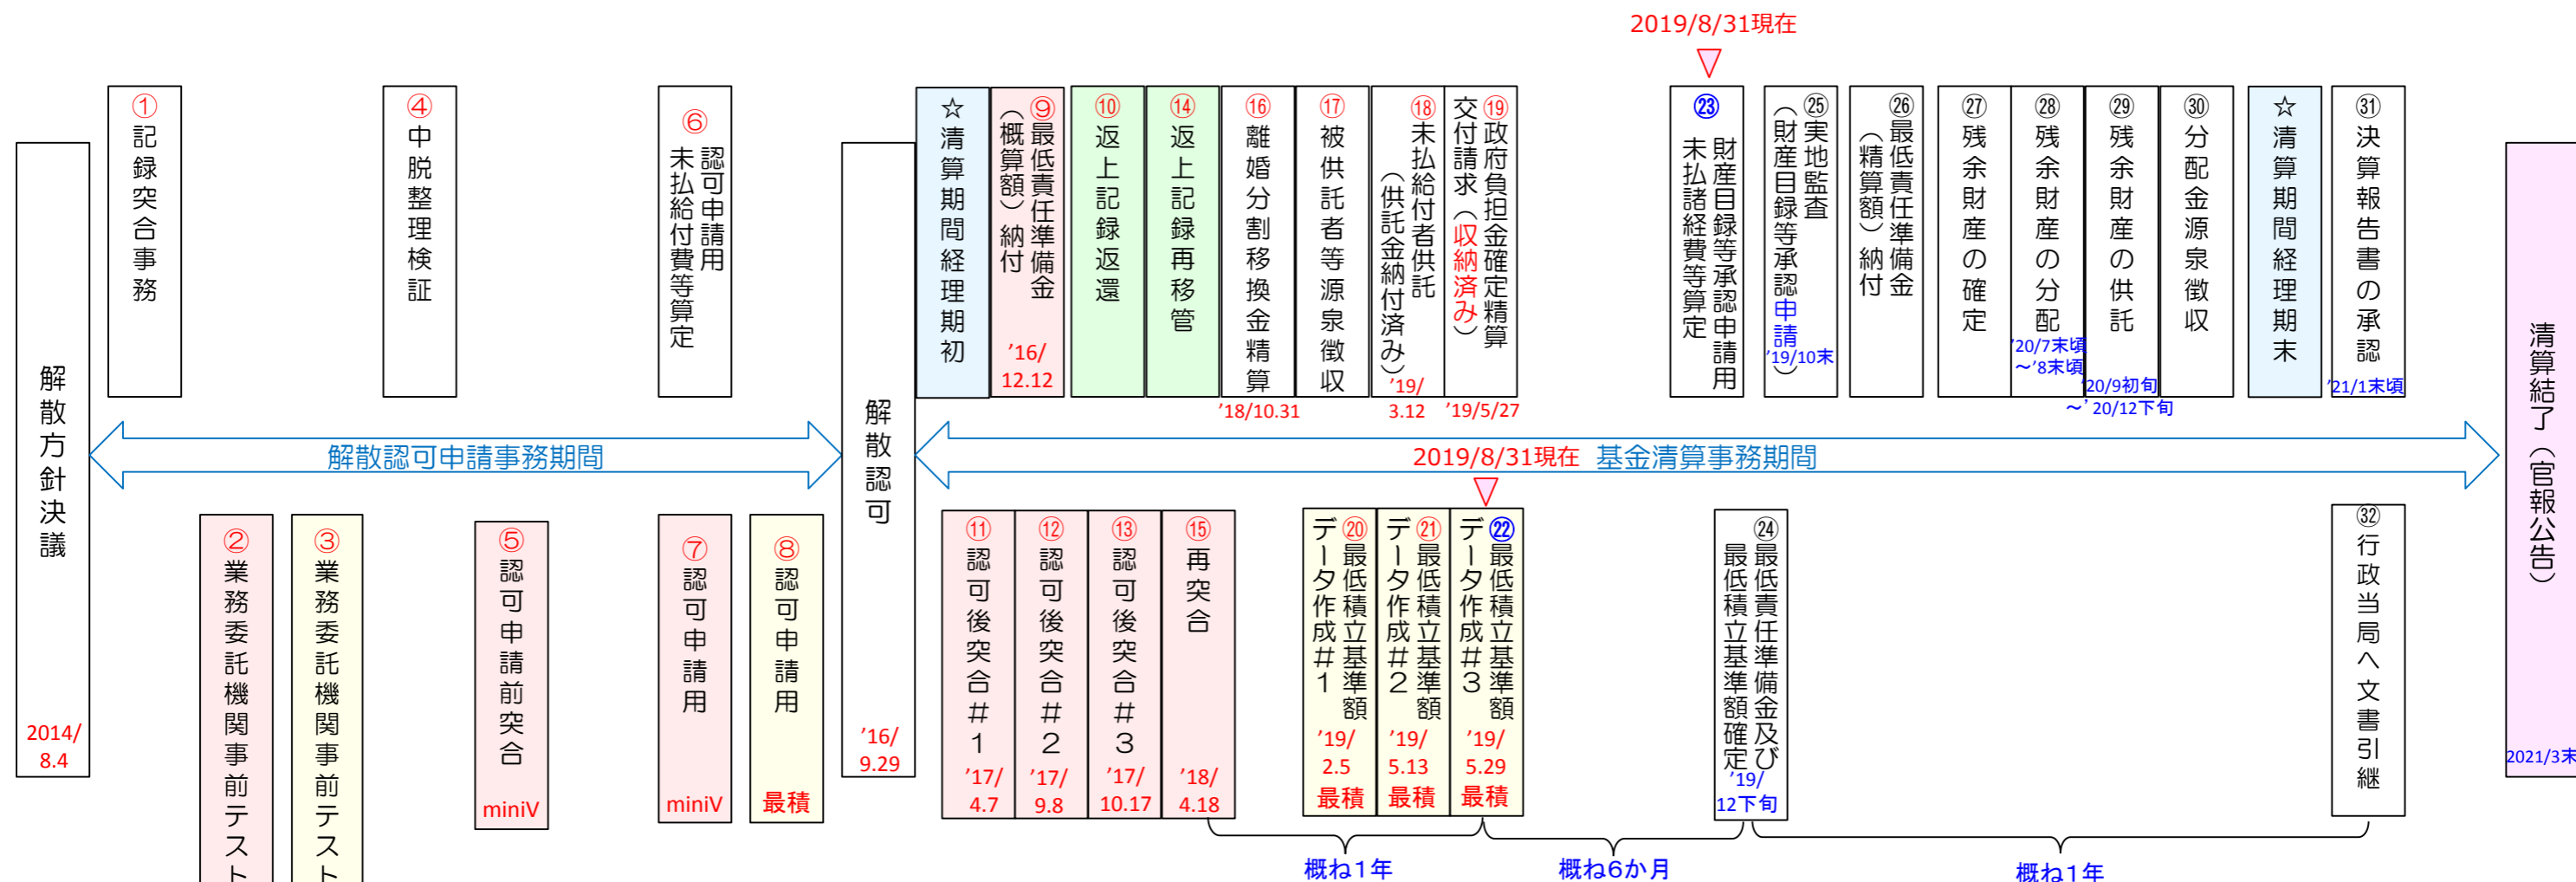 2019/8/31現在
解散方針決議
2014/
8.4
①記録突合事務
④中脱整理検証
⑥認可申請用
未払給付費等算定
解散認可申請事務期間
②業務委託機関事前テスト
③業務委託機関事前テスト
⑤認可申請前突合
miniV
⑦認可申請用
miniV
⑧認可申請用
最積
解散認可
'16/
9.29
☆清算期間経理期初
⑨最低責任準備金
(概算額)納付
'16/
12.12
⑩返上記録返還
⑭返上記録再移管
⑯離婚分割移換金精算
'18/10.31
⑰被供託者等源泉徴収
⑱未払給付者供託
(供託金納付済み)
'19/
3.12
⑲政府負担金確定精算
交付請求(収納済み)
'19/5/27
㉓財産目録等承認申請用
未払諸経費等算定
㉕実地監査
(財産目録等承認申請)
'19/10末
㉖最低責任準備金
(精算額)納付
㉗残余財産の確定
㉘残余財産の分配
'20/7末頃
~'8末頃
㉙残余財産の供託
'20/9初旬
~'20/12下旬
㉚分配金源泉徴収
☆清算期間経理期末
㉛決算報告書の承認
'21/1末頃
2019/8/31現在
基金清算事務期間
⑪認可後突合#1
'17/
4.7
⑫認可後突合#2
'17/
9.8
⑬認可後突合#3
'17/
10.17
⑮再突合
'18/
4.18
⑳最低積立基準額
データ作成#1
'19/
2.5
最積
㉑最低積立基準額
データ作成#2
'19/
5.13
最積
㉒最低積立基準額
データ作成#3
'19/
5.29
最積
㉔最低責任準備金及び
最低積立基準額確定
'19/
12下旬
㉜行政当局へ文書引継
概ね1年
概ね6か月
概ね1年
清算結了(官報公告)
2021/3末